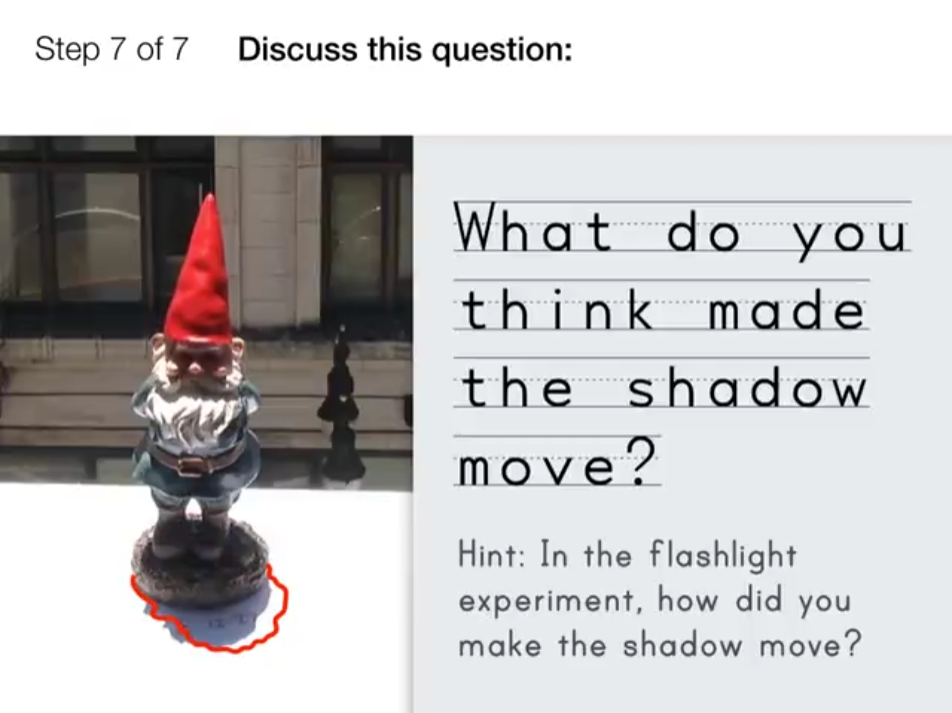 Step 7 of 7 Discuss this question:
What do you
think made
the shadow
move?
Hint: In the flashlight
experiment, how did you
make the shadow move?